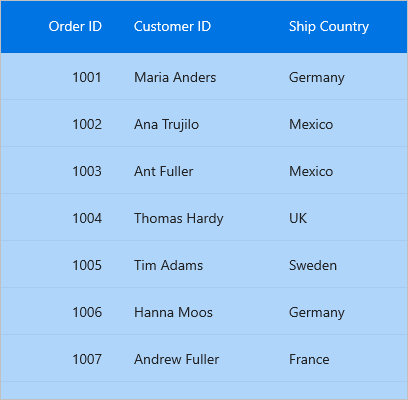 Order ID Customer ID Ship Country
1001 Maria Anders Germany
1002 Ana Trujilo Mexico
1003 Ant Fuller Mexico
1004 Thomas Hardy UK
1005 Tim Adams Sweden
1006 Hanna Moos Germany
1007 Andrew Fuller France